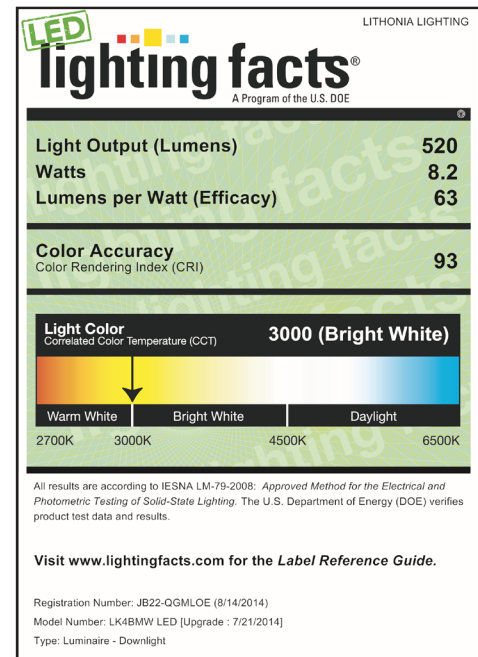 LITHONIA LIGHTING
LED
lighting facts®
A Program of the U.S. DOE
Light Output (Lumens) 520
Watts 8.2
Lumens per Watt (Efficacy) 63
Color Accuracy
Color Rendering Index (CRI) 93
Light Color
Correlated Color Temperature (CCT) 3000 (Bright White)
Warm White Bright White Daylight
2700K 3000K 4500K 6500K
All results are according to IESNA LM-79-2008: Approved Method for the Electrical and
Photometric Testing of Solid-State Lighting. The U.S. Department of Energy (DOE) verifies
product test data and results.
Visit www.lightingfacts.com for the Label Reference Guide.
Registration Number: JB22-QGMLOE (8/14/2014)
Model Number: LK4BMW LED [Upgrade : 7/21/2014]
Type: Luminaire - Downlight